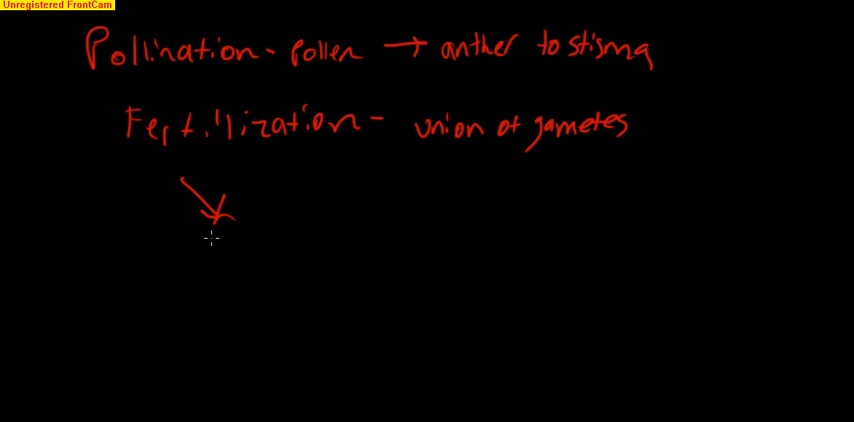 Unregistered FrontCam
Pollination - pollen → anther to stigma
Fertilization - union of gametes